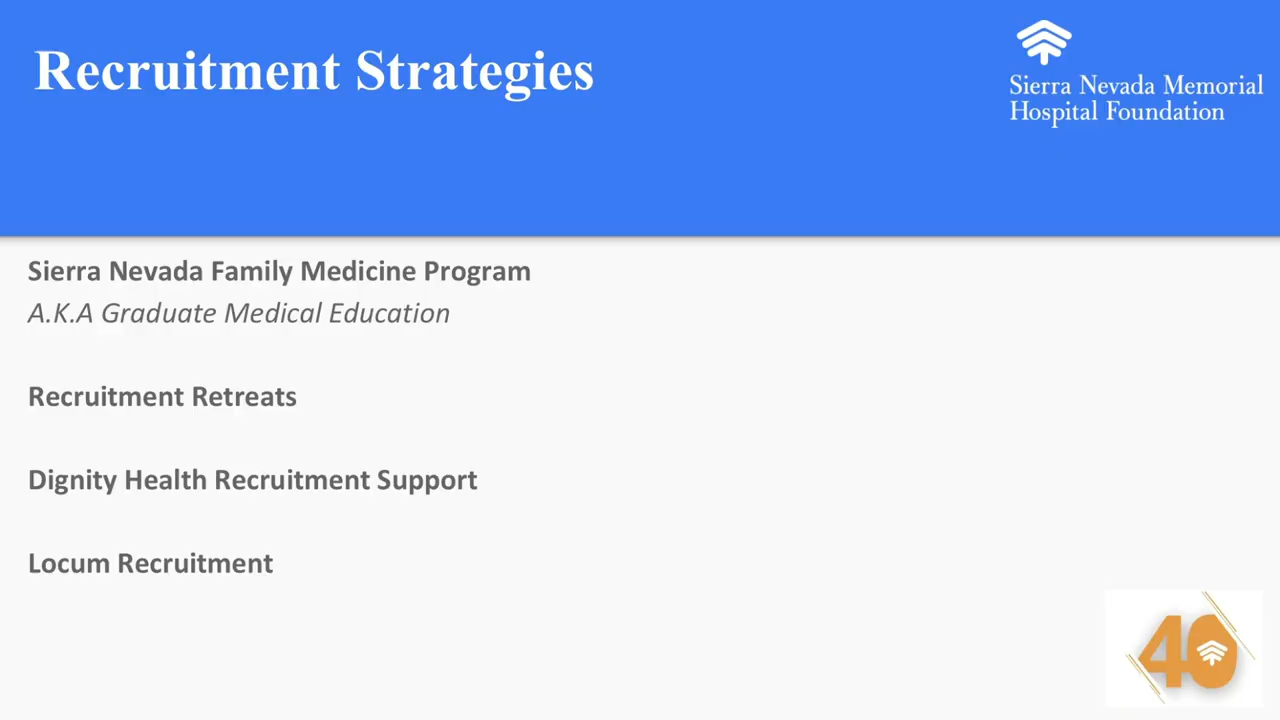 Recruitment Strategies
Sierra Nevada Memorial
Hospital Foundation
Sierra Nevada Family Medicine Program
A.K.A Graduate Medical Education
Recruitment Retreats
Dignity Health Recruitment Support
Locum Recruitment
40